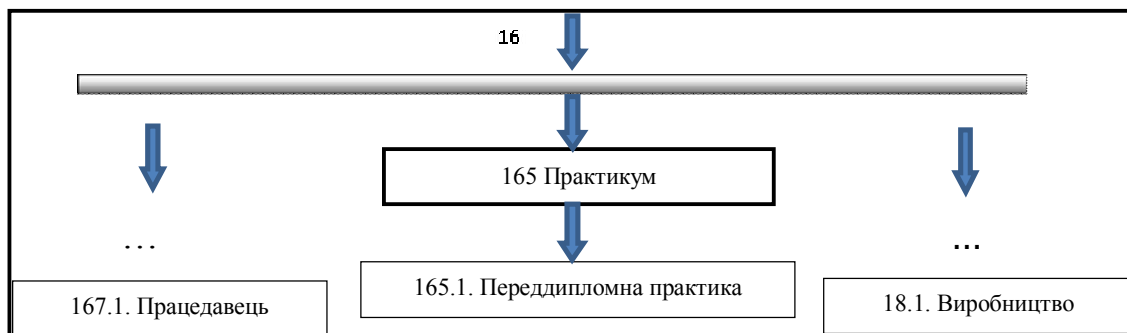 16
165 Практикум
... ...
167.1. Працедавець 165.1. Переддипломна практика 18.1. Виробництво